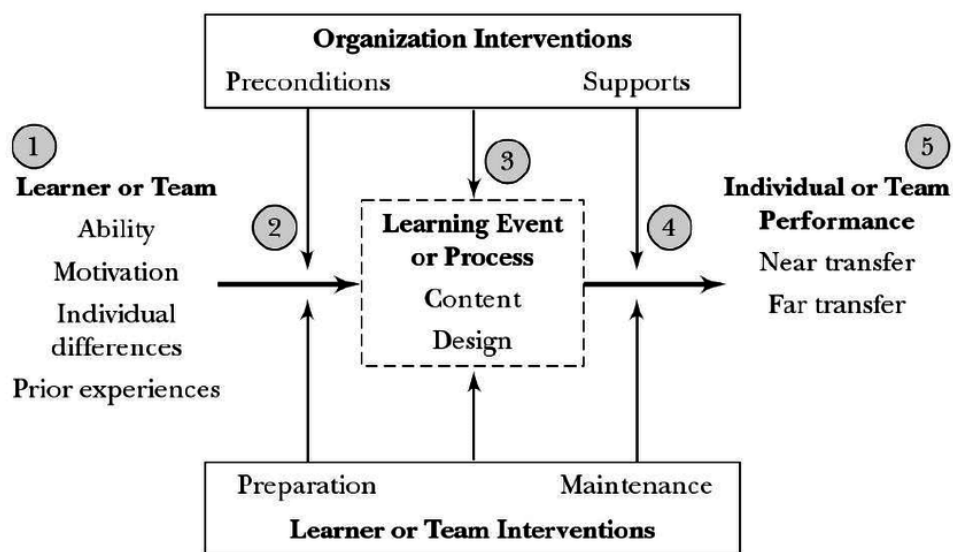 Organization Interventions
Preconditions
Supports
1
Learner or Team
Ability
Motivation
Individual
differences
Prior experiences
2
3
Learning Event
or Process
Content
Design
4
5
Individual or Team
Performance
Near transfer
Far transfer
Preparation
Maintenance
Learner or Team Interventions